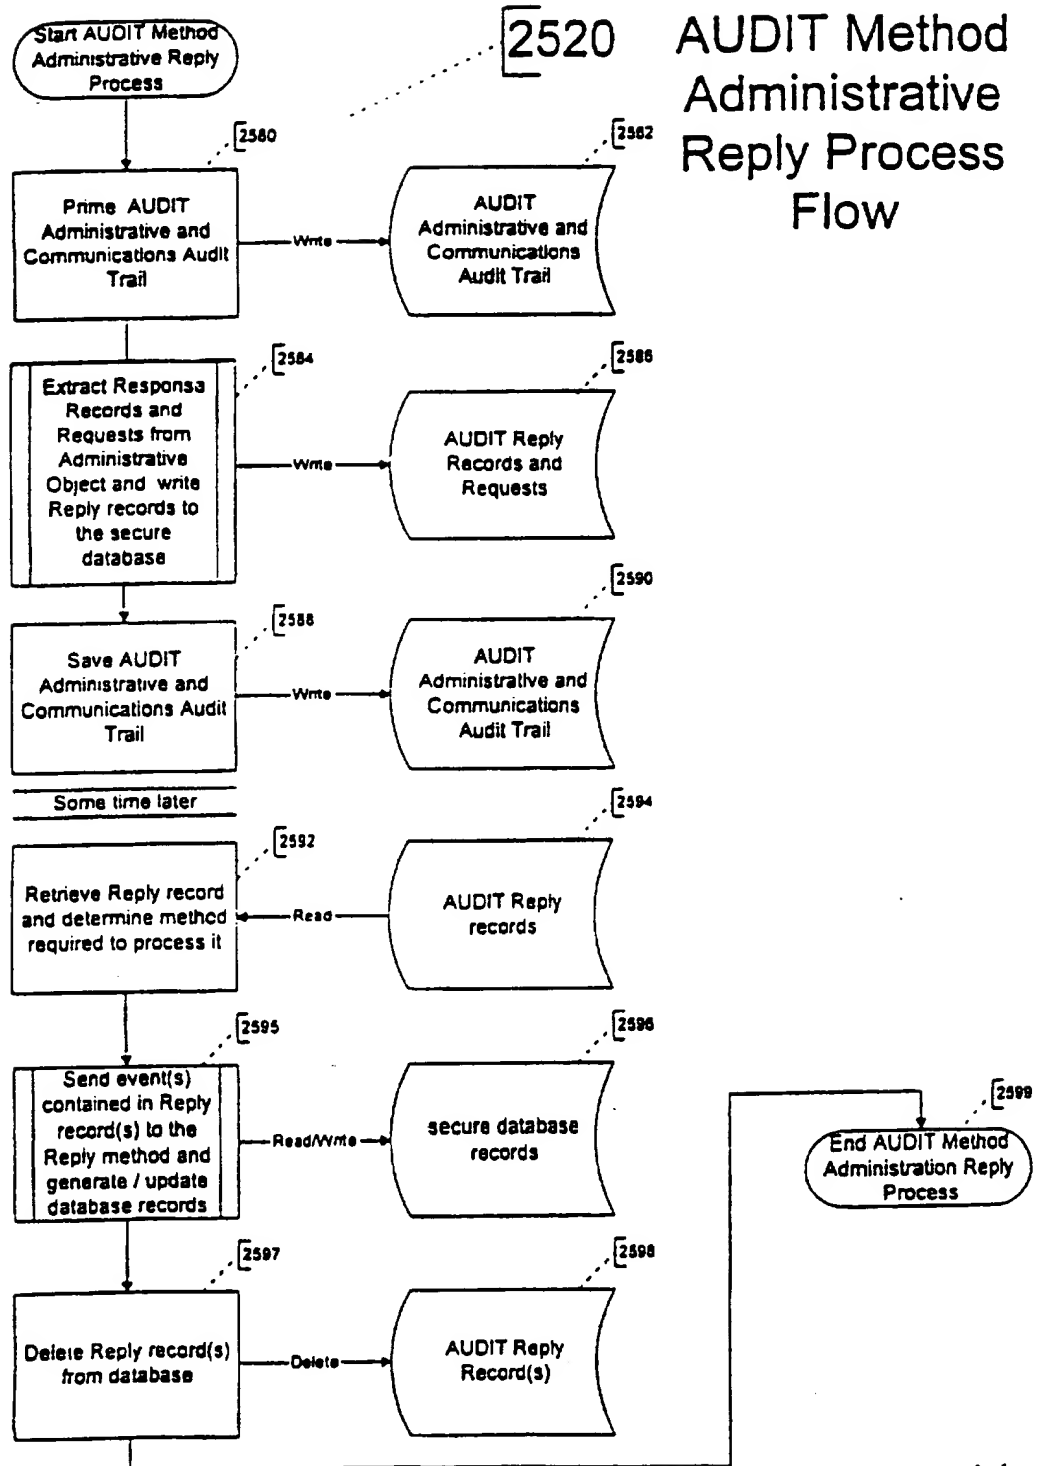 2520
AUDIT Method
Administrative
Reply Process
Flow
Start AUDIT Method
Administrative Reply
Process
2580
Prime AUDIT
Administrative and
Communications Audit
Trail
Write
2582
AUDIT
Administrative and
Communications
Audit Trail
2584
Extract Response
Records and
Requests from
Administrative
Object and write
Reply records to
the secure
database
Write
2586
AUDIT Reply
Records and
Requests
2588
Save AUDIT
Administrative and
Communications Audit
Trail
Write
2590
AUDIT
Administrative and
Communications
Audit Trail
Some time later
2592
Retrieve Reply record
and determine method
required to process it
Read
2594
AUDIT Reply
records
2595
Send event(s)
contained in Reply
record(s) to the
Reply method and
generate / update
database records
Read/Write
2596
secure database
records
2597
Delete Reply record(s)
from database
Delete
2598
AUDIT Reply
Record(s)
2599
End AUDIT Method
Administration Reply
Process